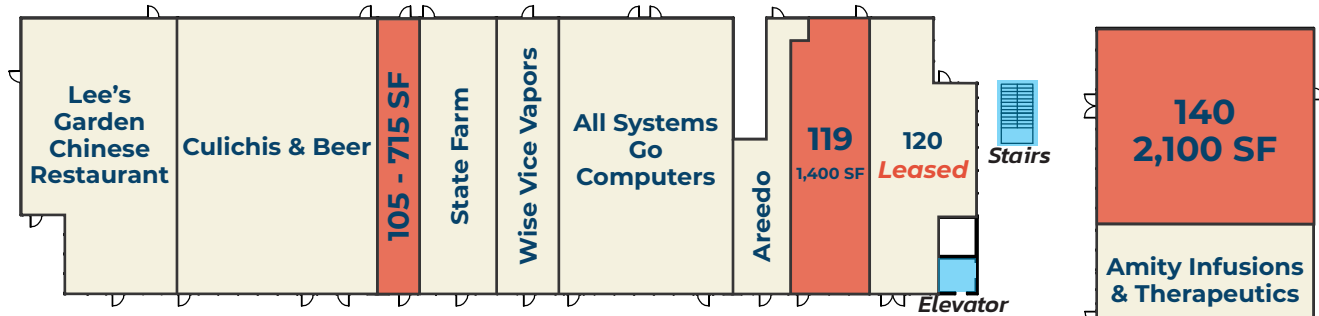 Lee's
Garden
Chinese
Restaurant
Culichis & Beer
105 - 715 SF
State Farm
Wise Vice Vapors
All Systems
Go
Computers
Areedo
119
1,400 SF
120
Leased
Stairs
Elevator
140
2,100 SF
Amity Infusions
& Therapeutics